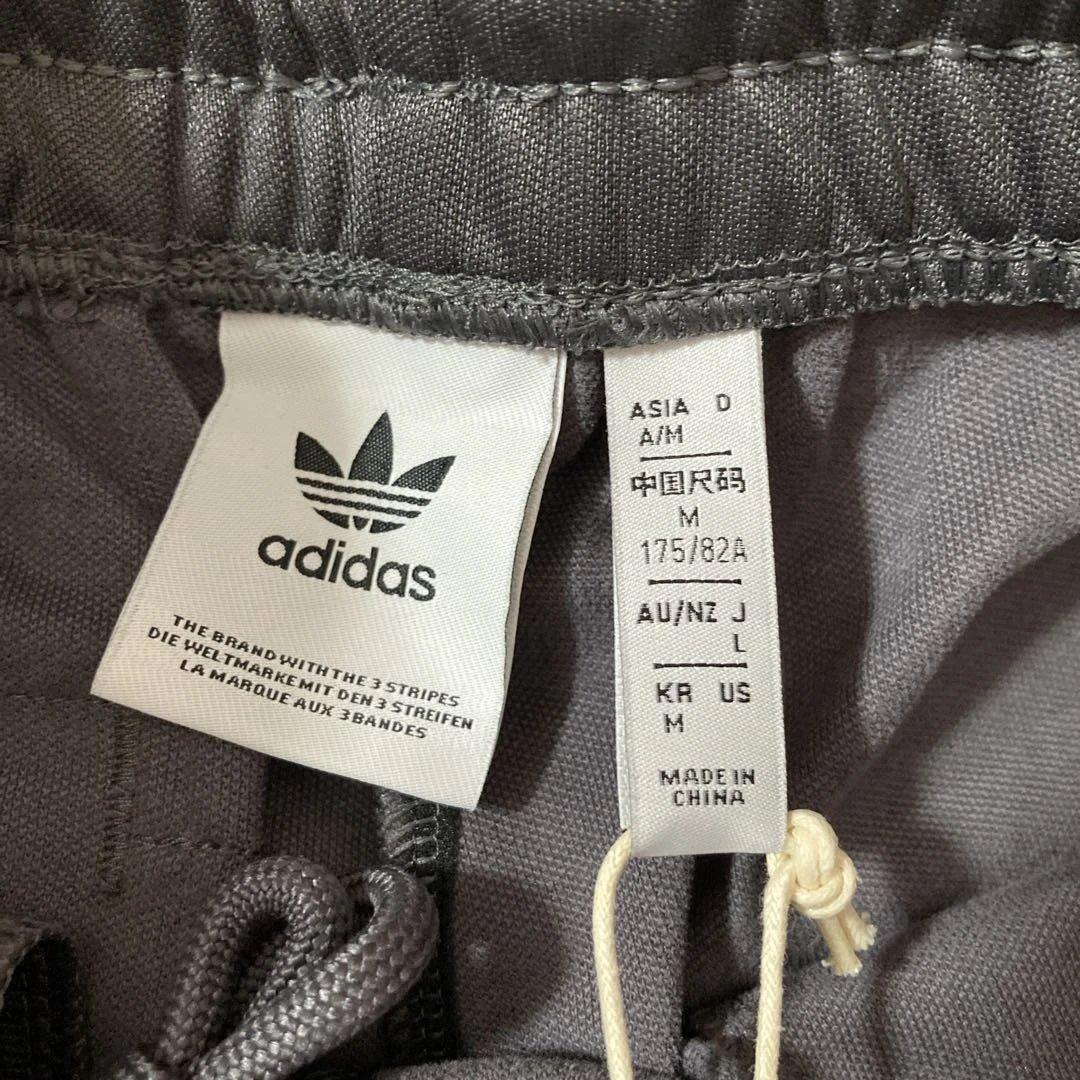 adidas
THE BRAND WITH THE 3 STRIPES
DIE WELTMARKE MIT DEN 3 STREIFEN
LA MARQUE AUX 3 BANDES
ASIA D
A/M
中国尺码
M
175/82A
AU/NZ J
L
KR US
M
MADE IN
CHINA